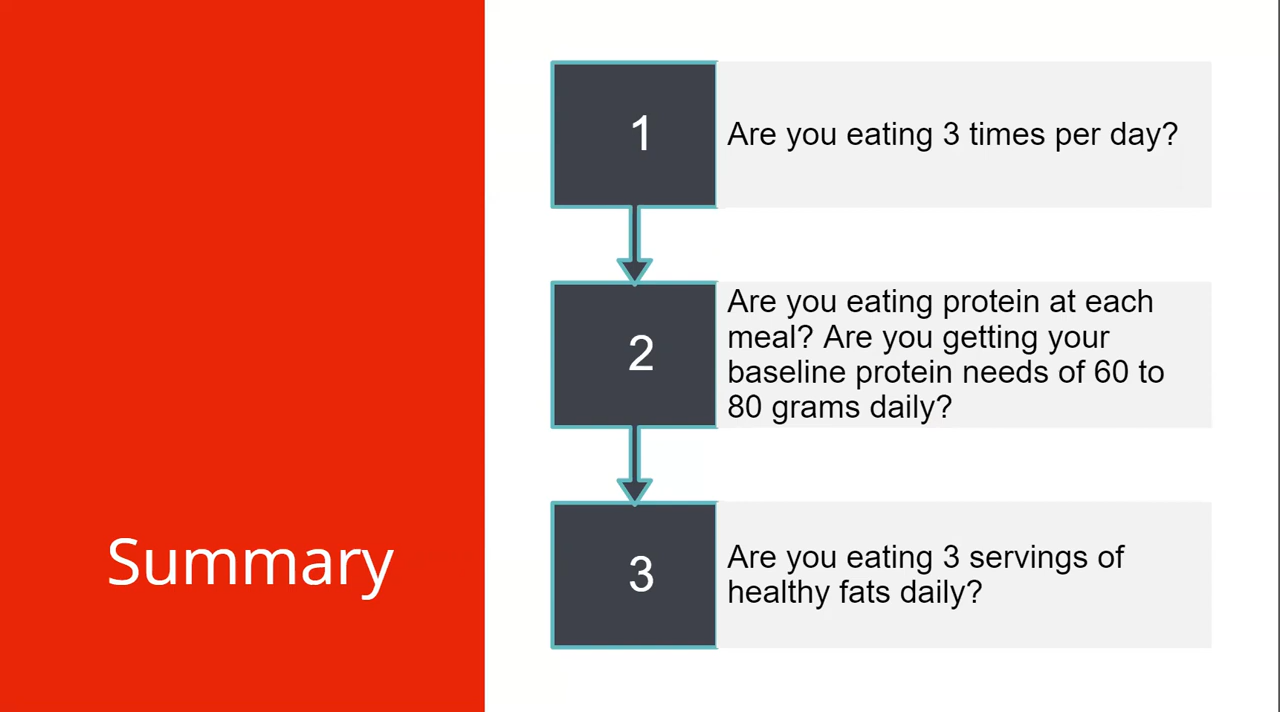 Summary
1
Are you eating 3 times per day?
2
Are you eating protein at each
meal? Are you getting your
baseline protein needs of 60 to
80 grams daily?
3
Are you eating 3 servings of
healthy fats daily?